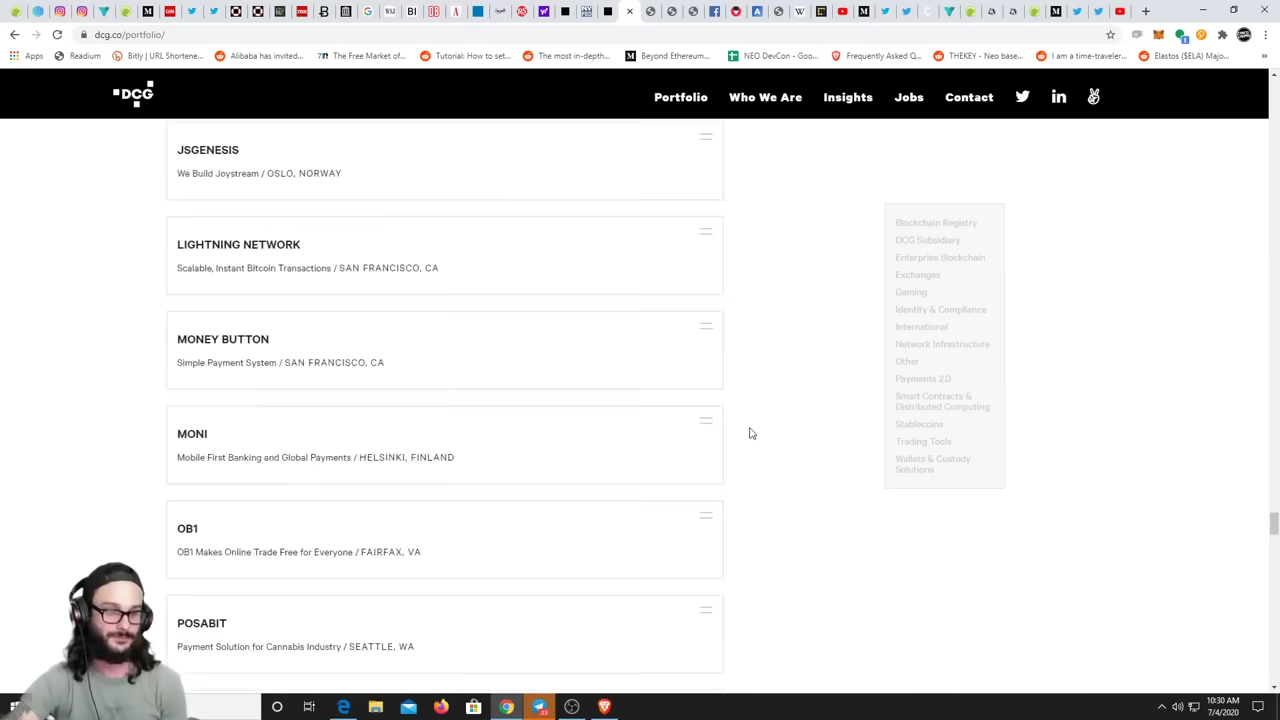 dcg.co/portfolio/
Apps
Readium
Bitly | URL Shortene...
Alibaba has invited...
The Free Market of...
Tutorial: How to set...
The most in-depth...
Beyond Ethereum...
NEO DevCon - Goo...
Frequently Asked Q...
THEKEY - Neo base...
I am a time-traveler...
Elastos ($ELA) Majo...
DCG
Portfolio
Who We Are
Insights
Jobs
Contact
JSGENESIS
We Build Joystream / OSLO, NORWAY
LIGHTNING NETWORK
Scalable, Instant Bitcoin Transactions / SAN FRANCISCO, CA
MONEY BUTTON
Simple Payment System / SAN FRANCISCO, CA
MONI
Mobile First Banking and Global Payments / HELSINKI, FINLAND
OB1
OB1 Makes Online Trade Free for Everyone / FAIRFAX, VA
POSABIT
Payment Solution for Cannabis Industry / SEATTLE, WA
Blockchain Registry
DCG Subsidiary
Enterprise Blockchain
Exchanges
Gaming
Identity & Compliance
International
Network Infrastructure
Other
Payments 2.0
Smart Contracts &
Distributed Computing
Stablecoins
Trading Tools
Wallets & Custody
Solutions
10:30 AM
7/4/2020